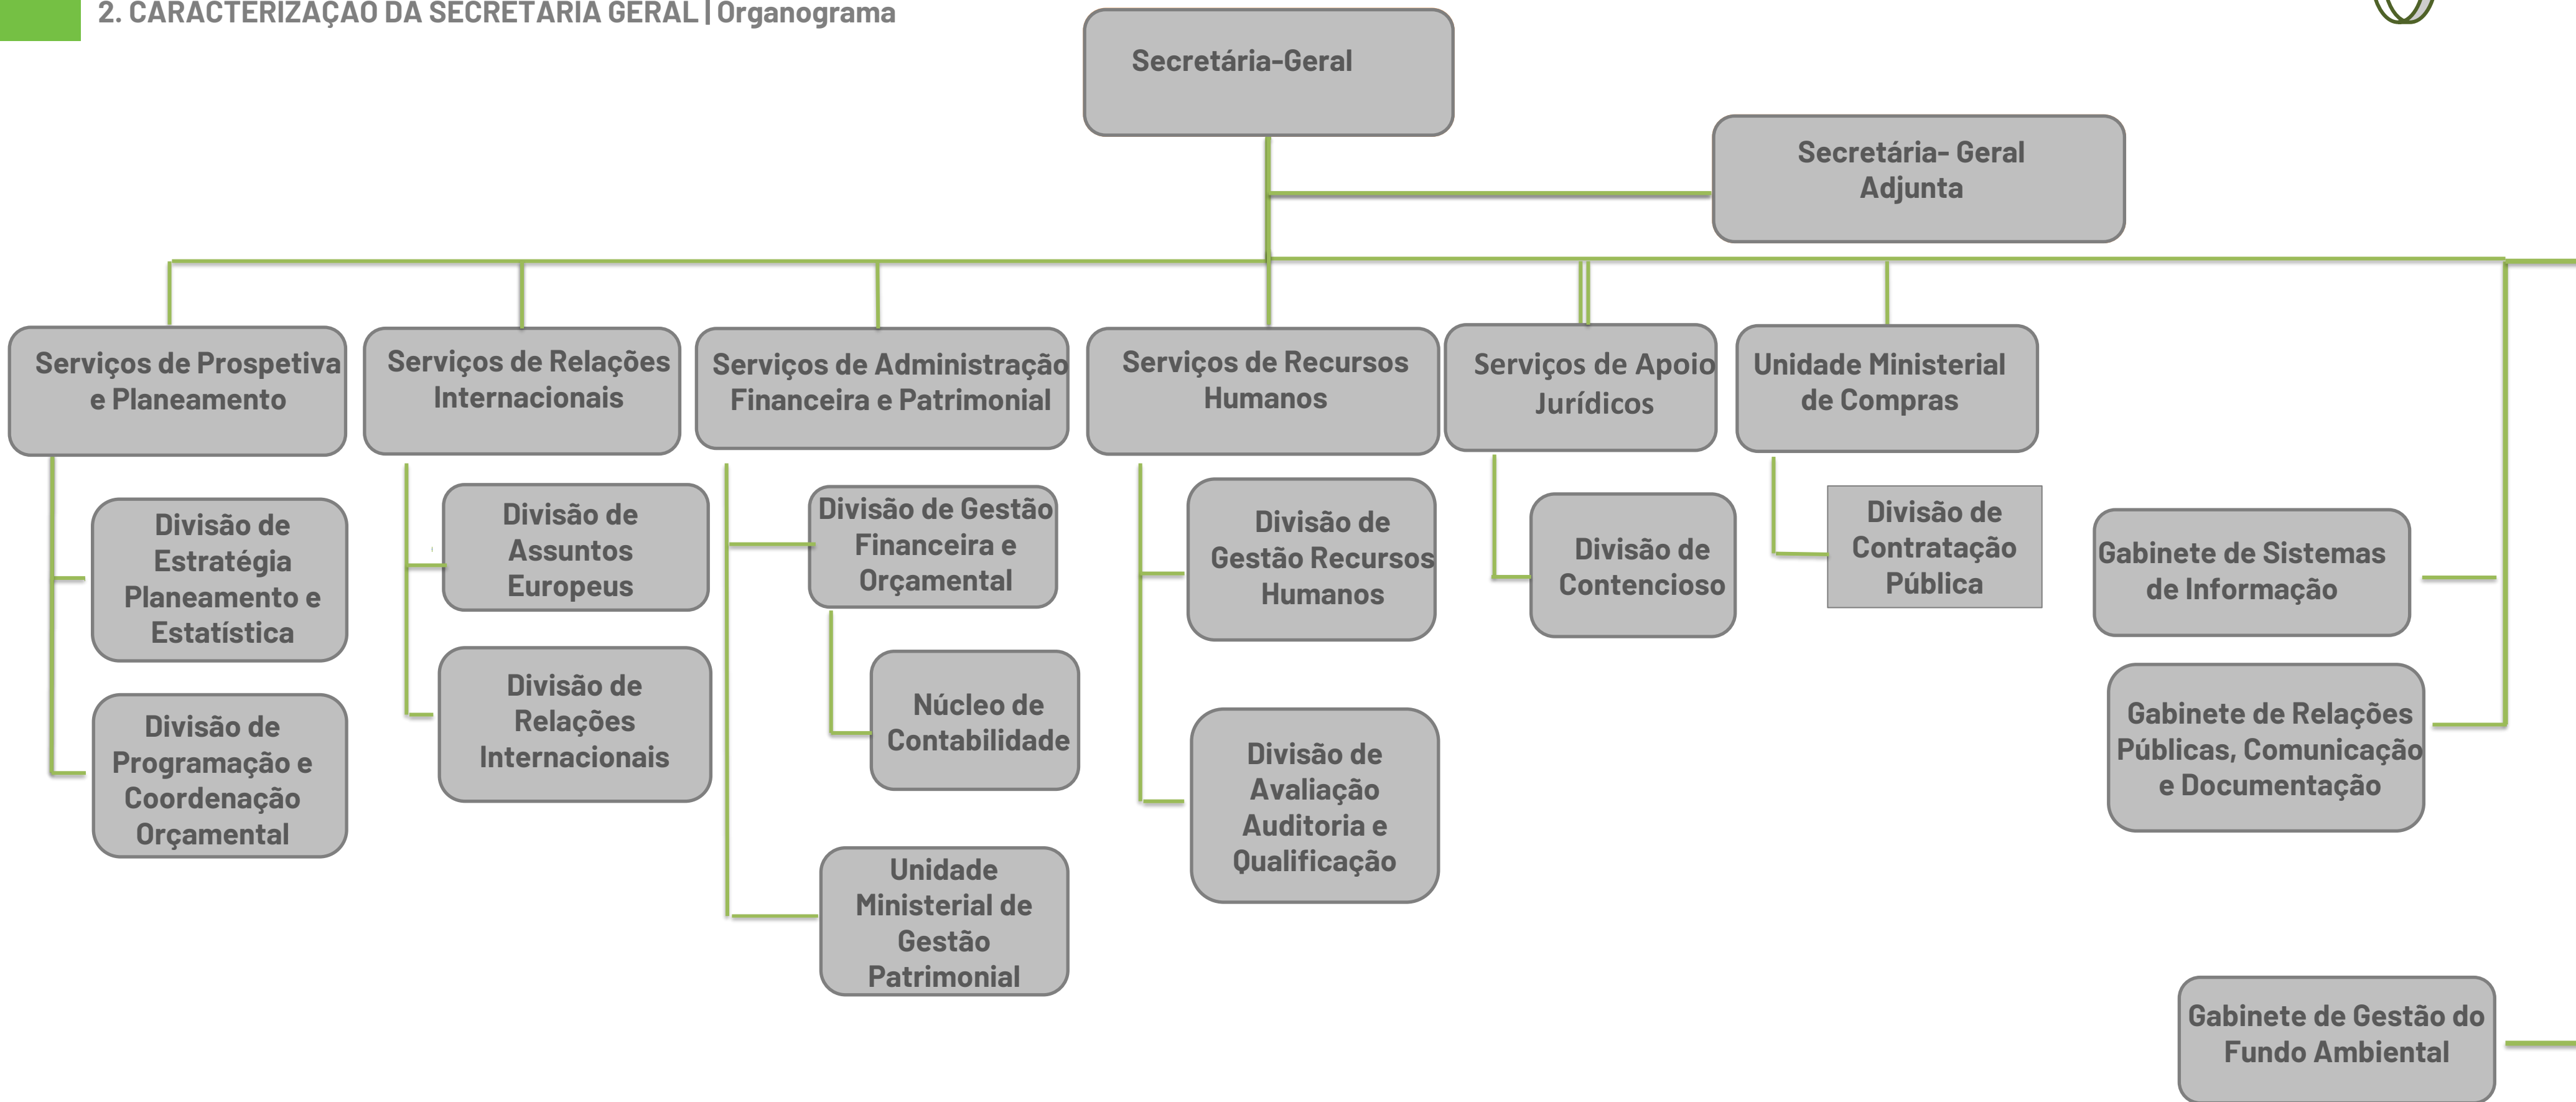 2. CARACTERIZAÇÃO DA SECRETARIA GERAL | Organograma
Secretária-Geral
Secretária- Geral
Adjunta
Serviços de Prospetiva
e Planeamento
Serviços de Relações
Internacionais
Serviços de Administração
Financeira e Patrimonial
Serviços de Recursos
Humanos
Serviços de Apoio
Jurídicos
Unidade Ministerial
de Compras
Divisão de
Estratégia
Planeamento e
Estatística
Divisão de
Programação e
Coordenação
Orçamental
Divisão de
Assuntos
Europeus
Divisão de
Relações
Internacionais
Divisão de Gestão
Financeira e
Orçamental
Núcleo de
Contabilidade
Unidade
Ministerial de
Gestão
Patrimonial
Divisão de
Gestão Recursos
Humanos
Divisão de
Avaliação
Auditoria e
Qualificação
Divisão de
Contencioso
Divisão de
Contratação
Pública
Gabinete de Sistemas
de Informação
Gabinete de Relações
Públicas, Comunicação
e Documentação
Gabinete de Gestão do
Fundo Ambiental